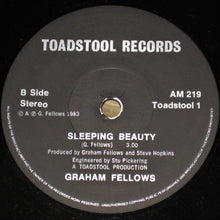 TOADSTOOL RECORDS
B Side
Stereo
AM 219
Toadstool 1
© & ℗ G. Fellows 1983
SLEEPING BEAUTY
(G. Fellows) 3.00
Produced by Graham Fellows and Steve Hopkins
Engineered by Stu Pickering
A TOADSTOOL PRODUCTION
GRAHAM FELLOWS